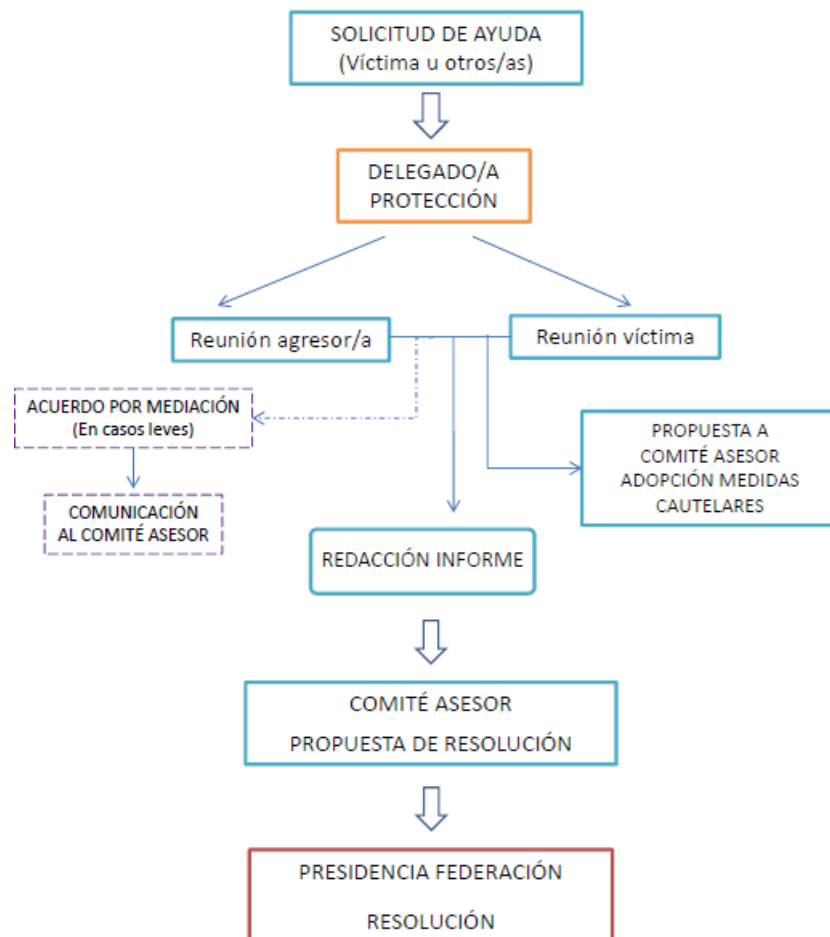 SOLICITUD DE AYUDA
(Víctima u otros/as)
DELEGADO/A
PROTECCIÓN
Reunión agresor/a
Reunión víctima
ACUERDO POR MEDIACIÓN
(En casos leves)
PROPUESTA A
COMITÉ ASESOR
ADOPCIÓN MEDIDAS
CAUTELARES
COMUNICACIÓN
AL COMITÉ ASESOR
REDACCIÓN INFORME
COMITÉ ASESOR
PROPUESTA DE RESOLUCIÓN
PRESIDENCIA FEDERACIÓN
RESOLUCIÓN